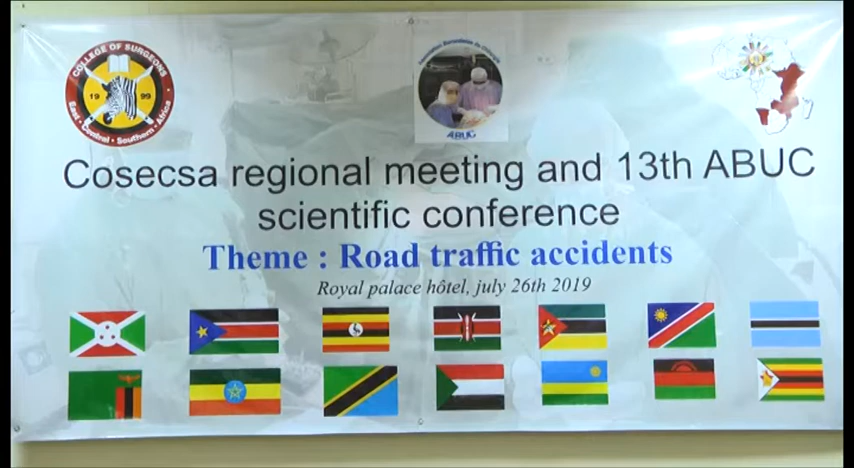 COLLEGE OF SURGEONS
19 99
East • Central • Southern • Africa
ABUC
Cosecsa regional meeting and 13th ABUC
scientific conference
Theme : Road traffic accidents
Royal palace hôtel, july 26th 2019